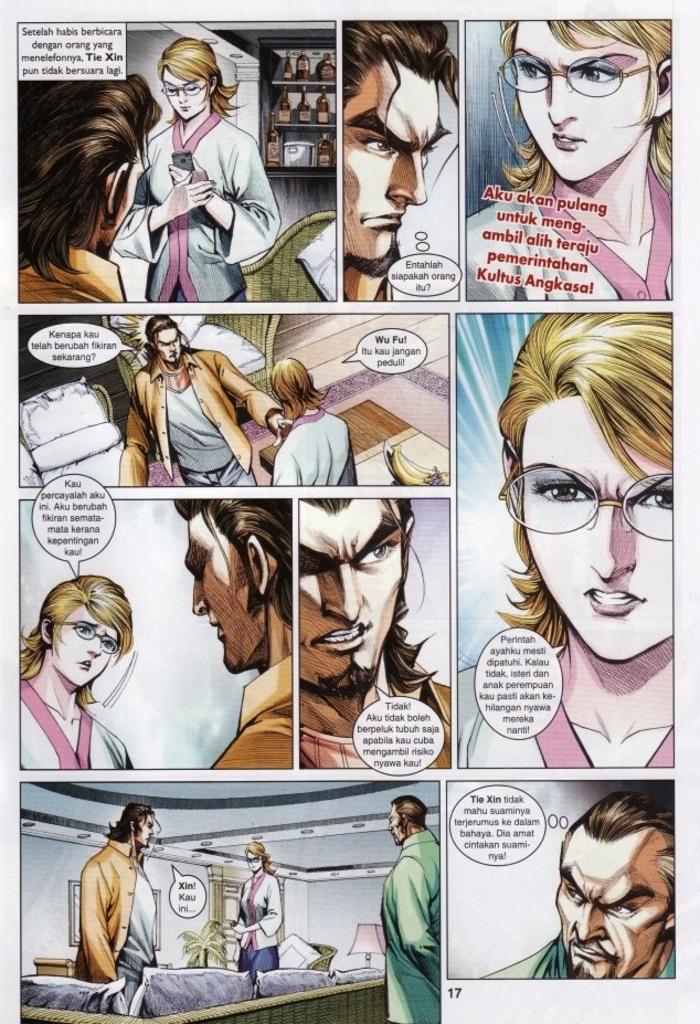 Setelah habis berbicara
dengan orang yang
menelefonnya, Tie Xin
pun tidak bersuara lagi.
Entahlah
siapakah orang
itu?
Aku akan pulang
untuk meng-
ambil alih teraju
pemerintahan
Kultus Angkasa!
Kenapa kau
telah berubah fikiran
sekarang?
Wu Fu!
Itu kau jangan
peduli!
Kau
percayalah aku
ini. Aku berubah
fikiran semata-
mata kerana
kepentingan
kau!
Tidak!
Aku tidak boleh
berpeluk tubuh saja
apabila kau cuba
mengambil risiko
nyawa kau!
Perintah
ayahku mesti
dipatuhi. Kalau
tidak, isteri dan
anak perempuan
kau pasti akan ke-
hilangan nyawa
mereka
nanti!
Xin!
Kau
ini...
Tie Xin tidak
mahu suaminya
terjerumus ke dalam
bahaya. Dia amat
cintakan suami-
nya!
17